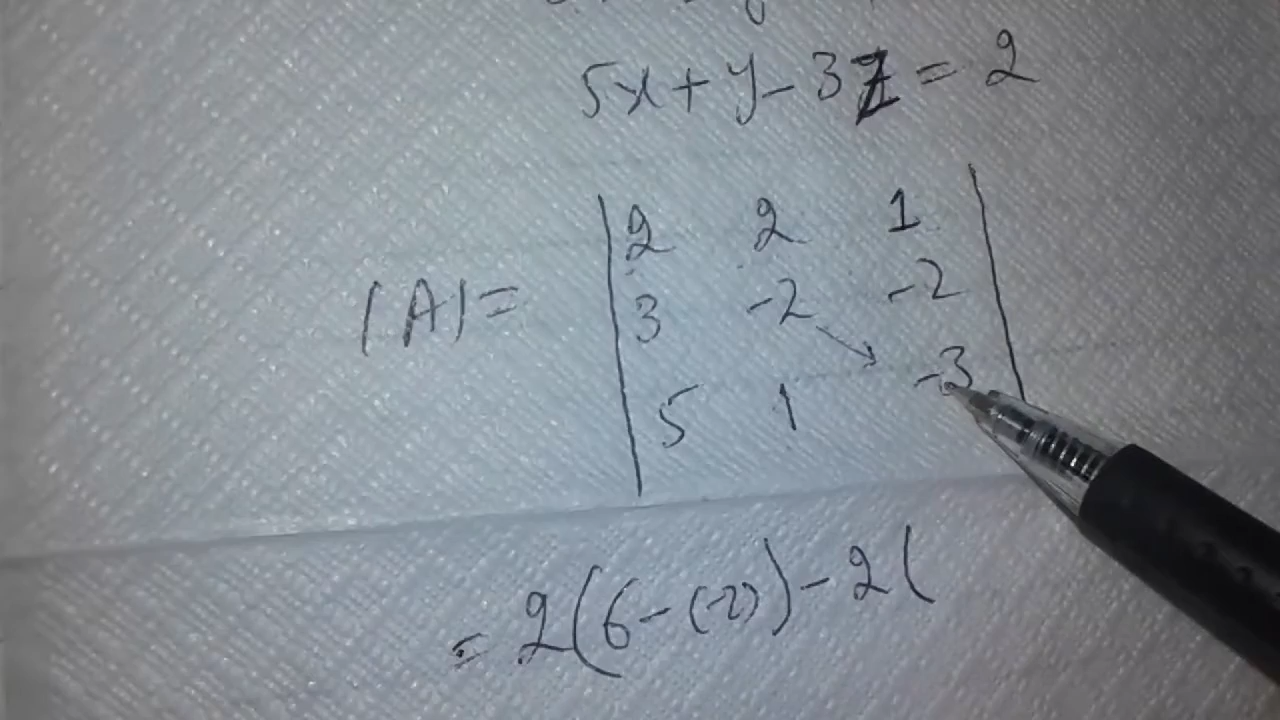 5x + y - 3z = 2
2 2 1
|A| = 3 -2 -2
5 1 -3
= 2(6 - (-2)) - 2(